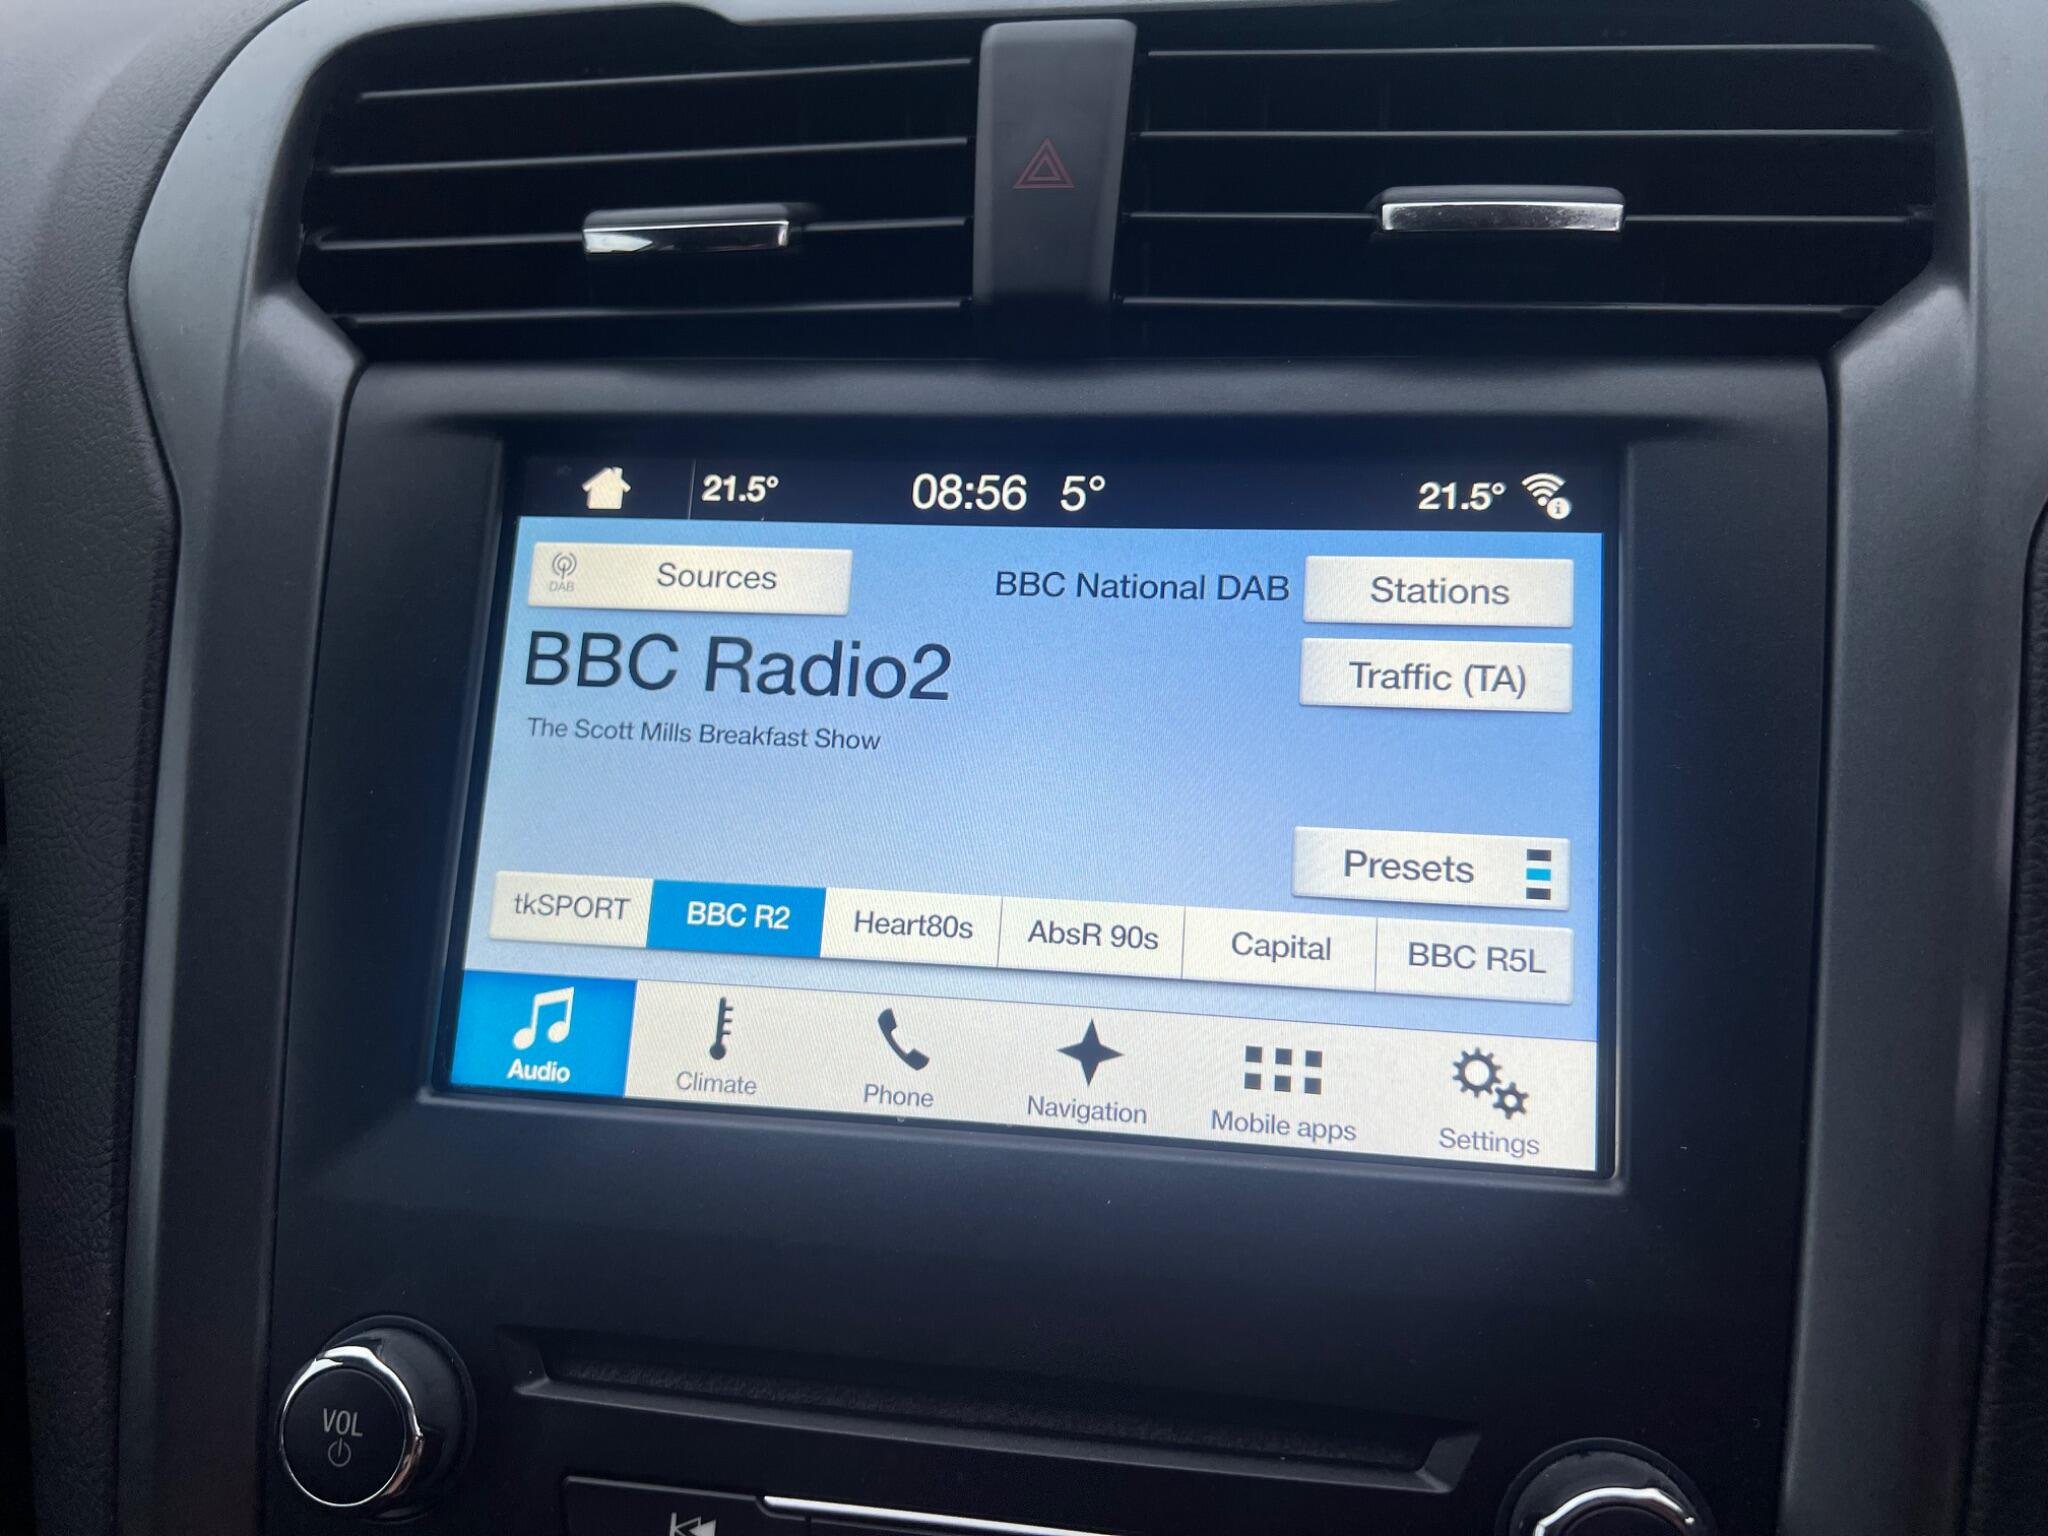 21.5° 08:56 5° 21.5°
DAB Sources BBC National DAB Stations
BBC Radio2 Traffic (TA)
The Scott Mills Breakfast Show
Presets
tkSPORT BBC R2 Heart80s AbsR 90s Capital BBC R5L
Audio Climate Phone Navigation Mobile apps Settings
VOL